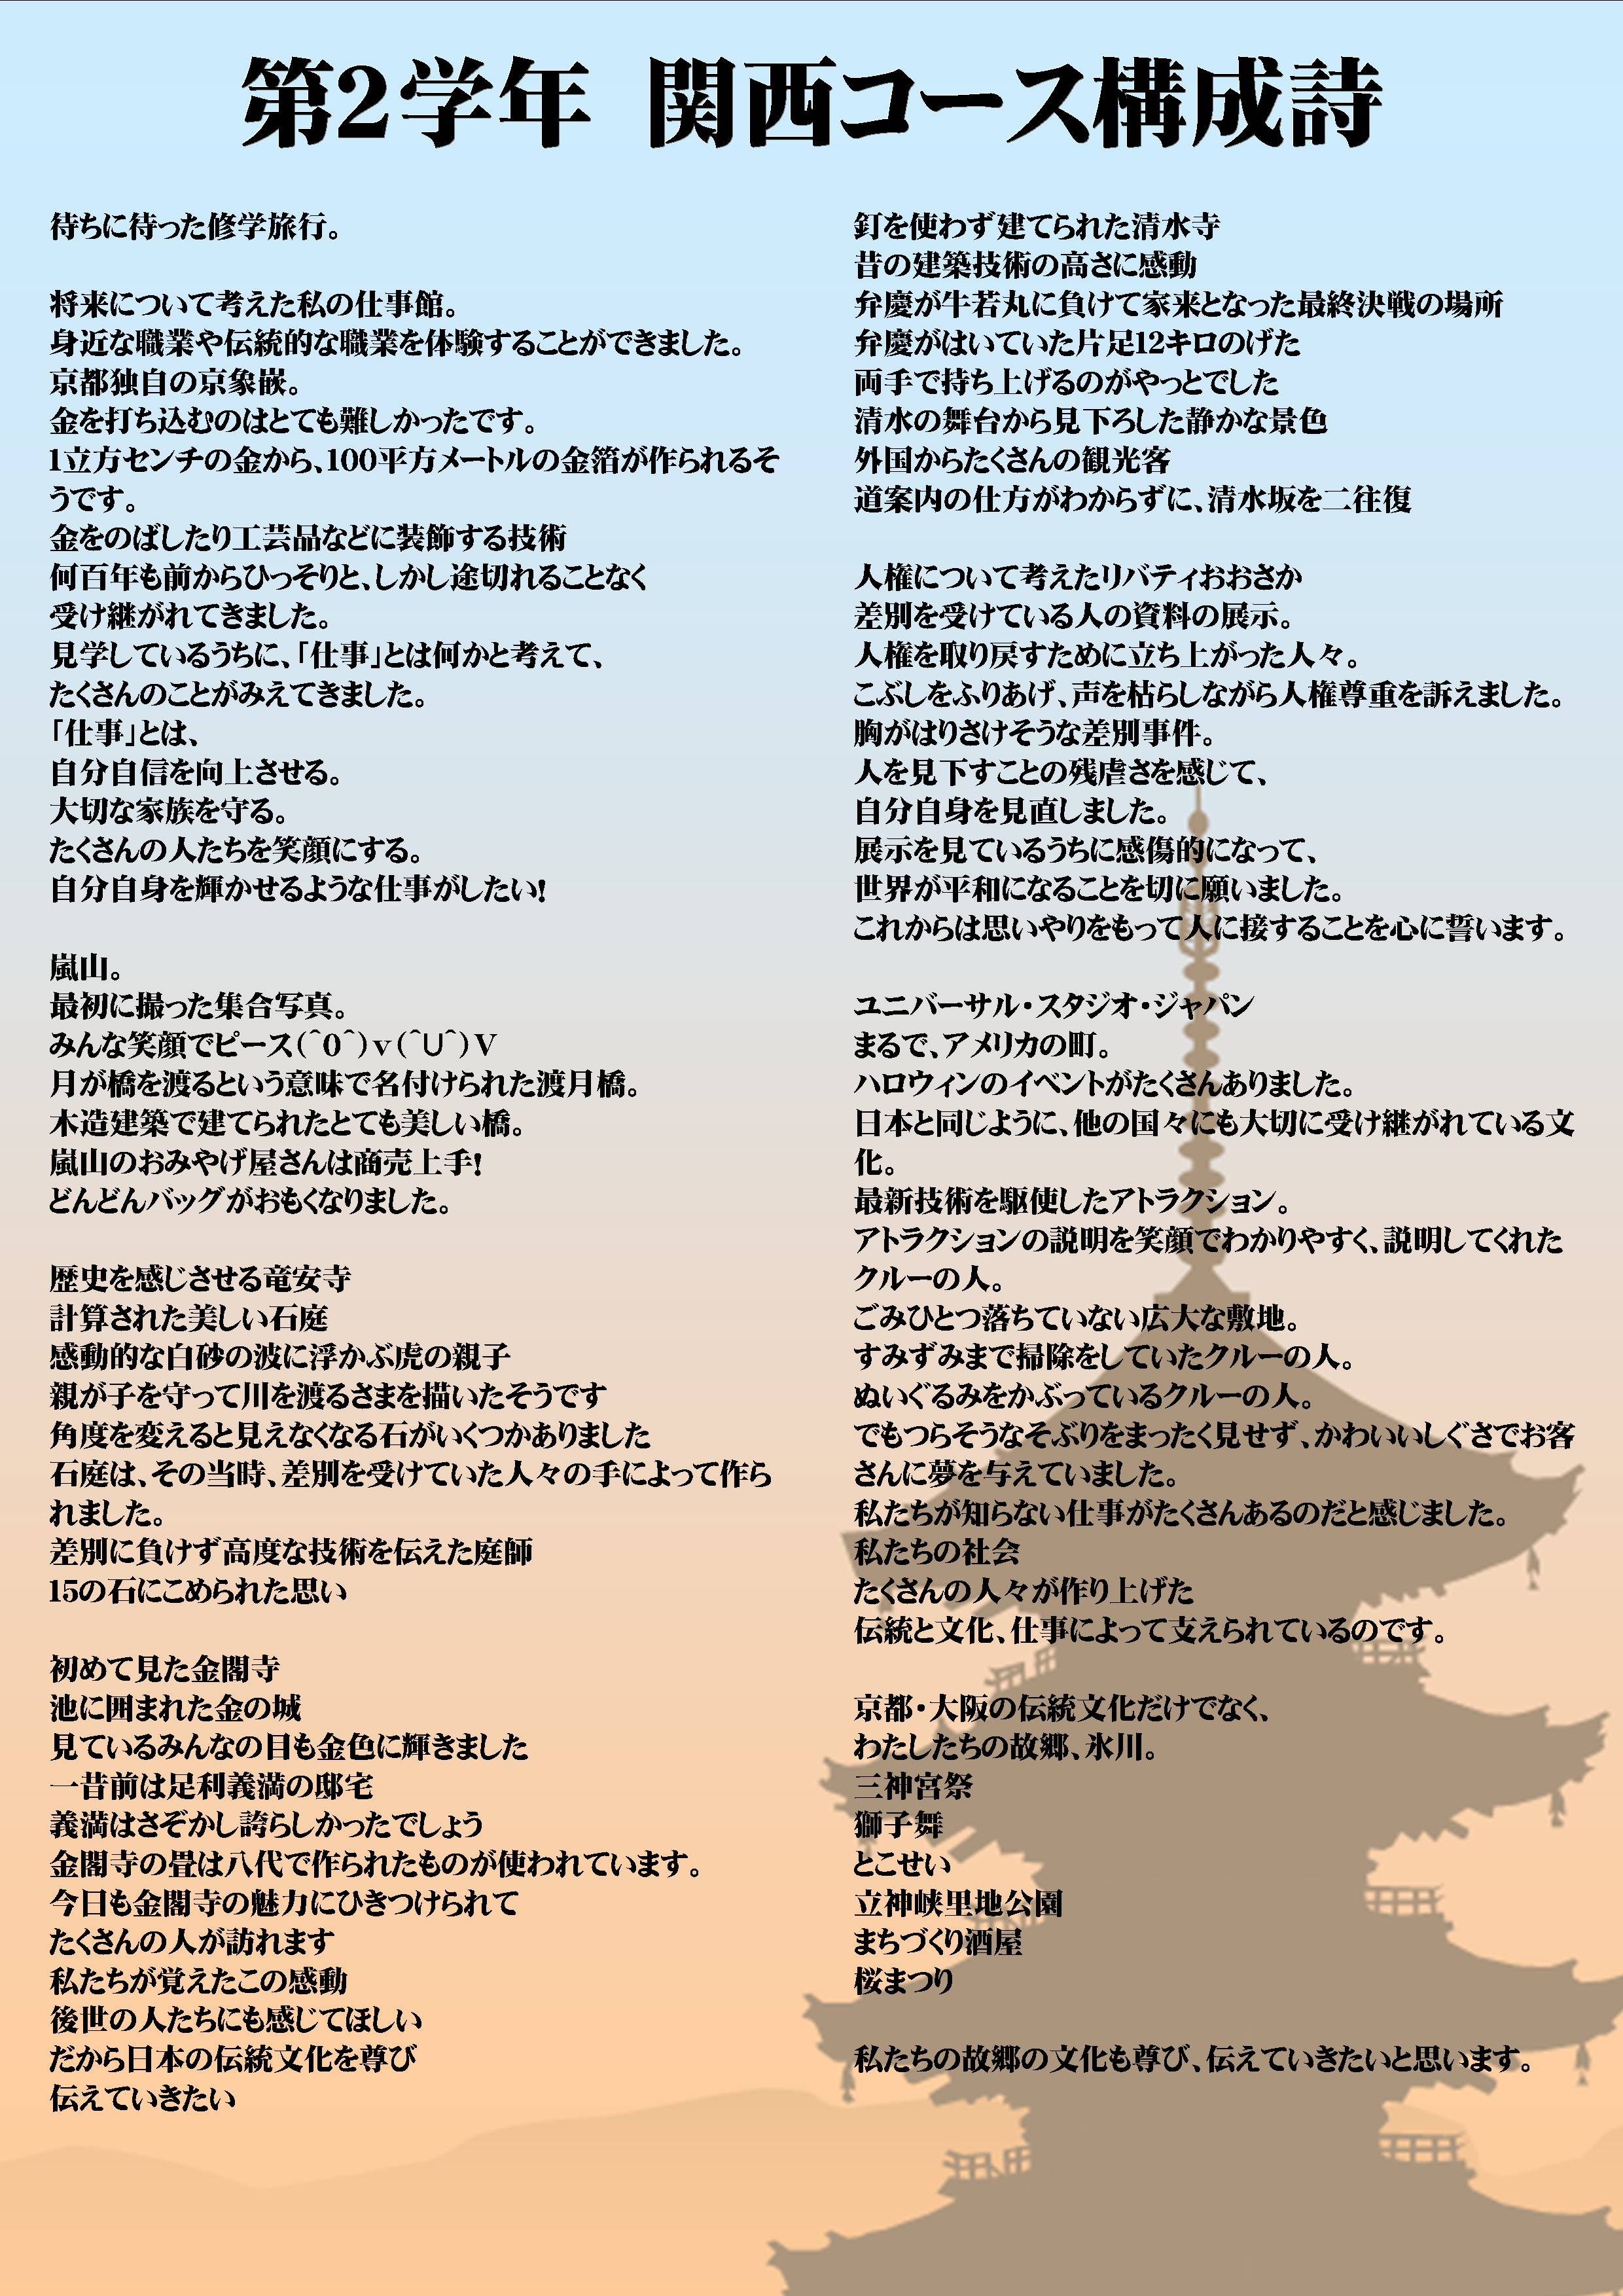 第2学年 関西コース構成詩
待ちに待った修学旅行。
将来について考えた私の仕事館。
身近な職業や伝統的な職業を体験することができました。
京都独自の京象嵌。
金を打ち込むのはとても難しかったです。
1立方センチの金から、100平方メートルの金箔が作られるそ
うです。
金をのばしたり工芸品などに装飾する技術
何百年も前からひっそりと、しかし途切れることなく
受け継がれてきました。
見学しているうちに、「仕事」とは何かと考えて、
たくさんのことがみえてきました。
「仕事」とは、
自分自信を向上させる。
大切な家族を守る。
たくさんの人たちを笑顔にする。
自分自身を輝かせるような仕事がしたい!
嵐山。
最初に撮った集合写真。
みんな笑顔でピース(^0^)v(^∪^)V
月が橋を渡るという意味で名付けられた渡月橋。
木造建築で建てられたとても美しい橋。
嵐山のおみやげ屋さんは商売上手!
どんどんバッグがおもくなりました。
歴史を感じさせる竜安寺
計算された美しい石庭
感動的な白砂の波に浮かぶ虎の親子
親が子を守って川を渡るさまを描いたそうです
角度を変えると見えなくなる石がいくつかありました
石庭は、その当時、差別を受けていた人々の手によって作ら
れました。
差別に負けず高度な技術を伝えた庭師
15の石にこめられた思い
初めて見た金閣寺
池に囲まれた金の城
見ているみんなの目も金色に輝きました
一昔前は足利義満の邸宅
義満はさぞかし誇らしかったでしょう
金閣寺の畳は八代で作られたものが使われています。
今日も金閣寺の魅力にひきつけられて
たくさんの人が訪れます
私たちが覚えたこの感動
後世の人たちにも感じてほしい
だから日本の伝統文化を尊び
伝えていきたい
釘を使わず建てられた清水寺
昔の建築技術の高さに感動
弁慶が牛若丸に負けて家来となった最終決戦の場所
弁慶がはいていた片足12キロのげた
両手で持ち上げるのがやっとでした
清水の舞台から見下ろした静かな景色
外国からたくさんの観光客
道案内の仕方がわからずに、清水坂を二往復
人権について考えたリバティおおさか
差別を受けている人の資料の展示。
人権を取り戻すために立ち上がった人々。
こぶしをふりあげ、声を枯らしながら人権尊重を訴えました。
胸がはりさけそうな差別事件。
人を見下すことの残虐さを感じて、
自分自身を見直しました。
展示を見ているうちに感傷的になって、
世界が平和になることを切に願いました。
これからは思いやりをもって人に接することを心に誓います。
ユニバーサル・スタジオ・ジャパン
まるで、アメリカの町。
ハロウィンのイベントがたくさんありました。
日本と同じように、他の国々にも大切に受け継がれている文
化。
最新技術を駆使したアトラクション。
アトラクションの説明を笑顔でわかりやすく、説明してくれた
クルーの人。
ごみひとつ落ちていない広大な敷地。
すみずみまで掃除をしていたクルーの人。
ぬいぐるみをかぶっているクルーの人。
でもつらそうなそぶりをまったく見せず、かわいいしぐさでお客
さんに夢を与えていました。
私たちが知らない仕事がたくさんあるのだと感じました。
私たちの社会
たくさんの人々が作り上げた
伝統と文化、仕事によって支えられているのです。
京都・大阪の伝統文化だけでなく、
わたしたちの故郷、氷川。
三神宮祭
獅子舞
とこせい
立神峡里地公園
まちづくり酒屋
桜まつり
私たちの故郷の文化も尊び、伝えていきたいと思います。